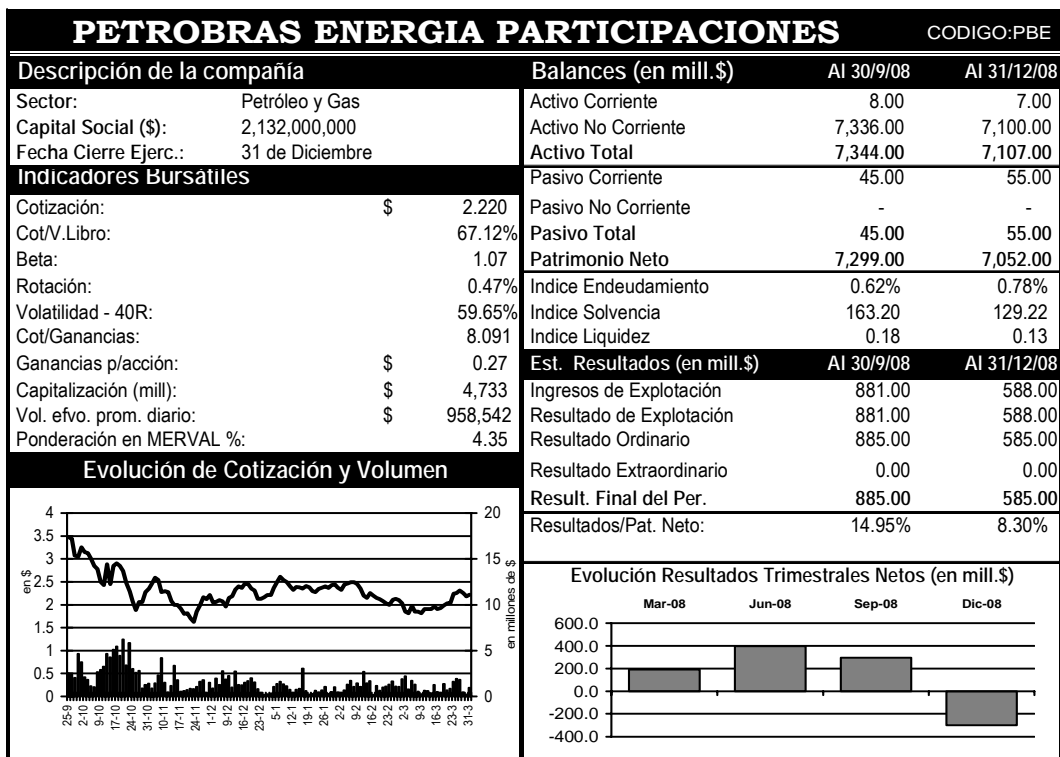 PETROBRAS ENERGIA PARTICIPACIONES CODIGO:PBE
Descripción de la compañía
Sector: Petróleo y Gas
Capital Social ($): 2,132,000,000
Fecha Cierre Ejerc.: 31 de Diciembre
Indicadores Bursátiles
Cotización: $ 2.220
Cot/V.Libro: 67.12%
Beta: 1.07
Rotación: 0.47%
Volatilidad - 40R: 59.65%
Cot/Ganancias: 8.091
Ganancias p/acción: $ 0.27
Capitalización (mill): $ 4,733
Vol. efvo. prom. diario: $ 958,542
Ponderación en MERVAL %: 4.35
Evolución de Cotización y Volumen
4 20
3.5
3 15
2.5
2 10
1.5
1 5
0.5
0 0
en $
en millones de $
25-9 2-10 9-10 17-10 24-10 31-10 10-11 17-11 24-11 1-12 9-12 16-12 23-12 5-1 12-1 19-1 26-1 2-2 9-2 16-2 23-2 2-3 9-3 16-3 23-3 31-3
Balances (en mill.$) Al 30/9/08 Al 31/12/08
Activo Corriente 8.00 7.00
Activo No Corriente 7,336.00 7,100.00
Activo Total 7,344.00 7,107.00
Pasivo Corriente 45.00 55.00
Pasivo No Corriente - -
Pasivo Total 45.00 55.00
Patrimonio Neto 7,299.00 7,052.00
Indice Endeudamiento 0.62% 0.78%
Indice Solvencia 163.20 129.22
Indice Liquidez 0.18 0.13
Est. Resultados (en mill.$) Al 30/9/08 Al 31/12/08
Ingresos de Explotación 881.00 588.00
Resultado de Explotación 881.00 588.00
Resultado Ordinario 885.00 585.00
Resultado Extraordinario 0.00 0.00
Result. Final del Per. 885.00 585.00
Resultados/Pat. Neto: 14.95% 8.30%
Evolución Resultados Trimestrales Netos (en mill.$)
Mar-08 Jun-08 Sep-08 Dic-08
600.0
400.0
200.0
0.0
-200.0
-400.0